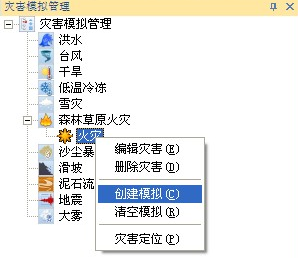 灾害模拟管理
灾害模拟管理
洪水
台风
干旱
低温冷冻
雪灾
森林草原火灾
火灾
沙尘暴
编辑灾害(E)
滑坡
删除灾害(D)
泥石流
创建模拟(C)
地震
清空模拟(R)
大雾
灾害定位(P)